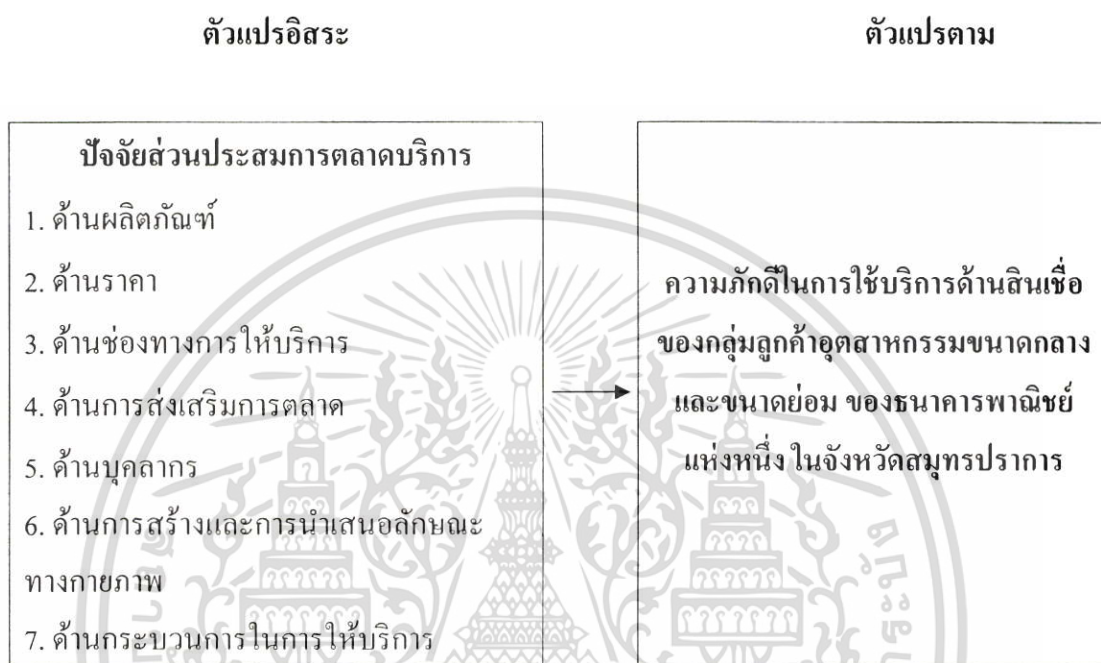 ตัวแปรอิสระ
ตัวแปรตาม
ปัจจัยส่วนประสมการตลาดบริการ
1. ด้านผลิตภัณฑ์
2. ด้านราคา
3. ด้านช่องทางการให้บริการ
4. ด้านการส่งเสริมการตลาด
5. ด้านบุคลากร
6. ด้านการสร้างและการนำเสนอลักษณะ
ทางกายภาพ
7. ด้านกระบวนการในการให้บริการ
ความภักดีในการใช้บริการด้านสินเชื่อ
ของกลุ่มลูกค้าอุตสาหกรรมขนาดกลาง
และขนาดย่อม ของธนาคารพาณิชย์
แห่งหนึ่ง ในจังหวัดสมุทรปราการ